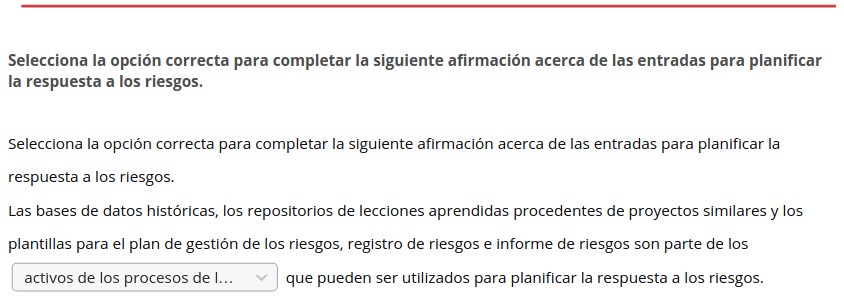 Selecciona la opción correcta para completar la siguiente afirmación acerca de las entradas para planificar
la respuesta a los riesgos.
Selecciona la opción correcta para completar la siguiente afirmación acerca de las entradas para planificar la
respuesta a los riesgos.
Las bases de datos históricas, los repositorios de lecciones aprendidas procedentes de proyectos similares y los
plantillas para el plan de gestión de los riesgos, registro de riesgos e informe de riesgos son parte de los
activos de los procesos de l... que pueden ser utilizados para planificar la respuesta a los riesgos.